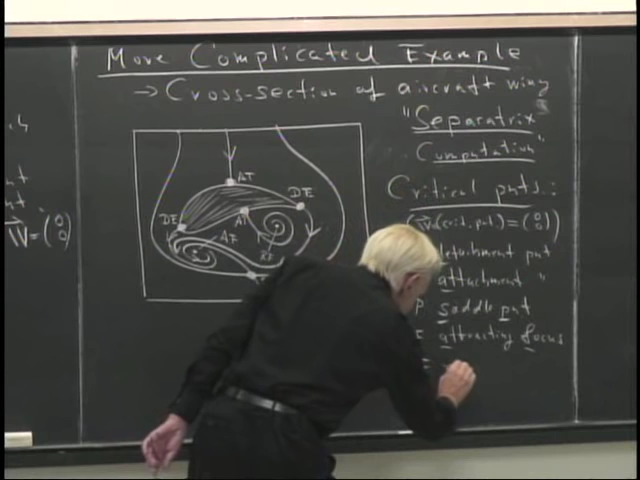 More Complicated Example
→ Cross-section of aircraft wing
"Separatrix
Computation"
Critical pnts.:
(V(crit. pnt.) = (0 0))
detachment pnt
attachment "
saddle pnt
attracting focus
AT
DE
DE
AT
AF
RF
V = (0 0)